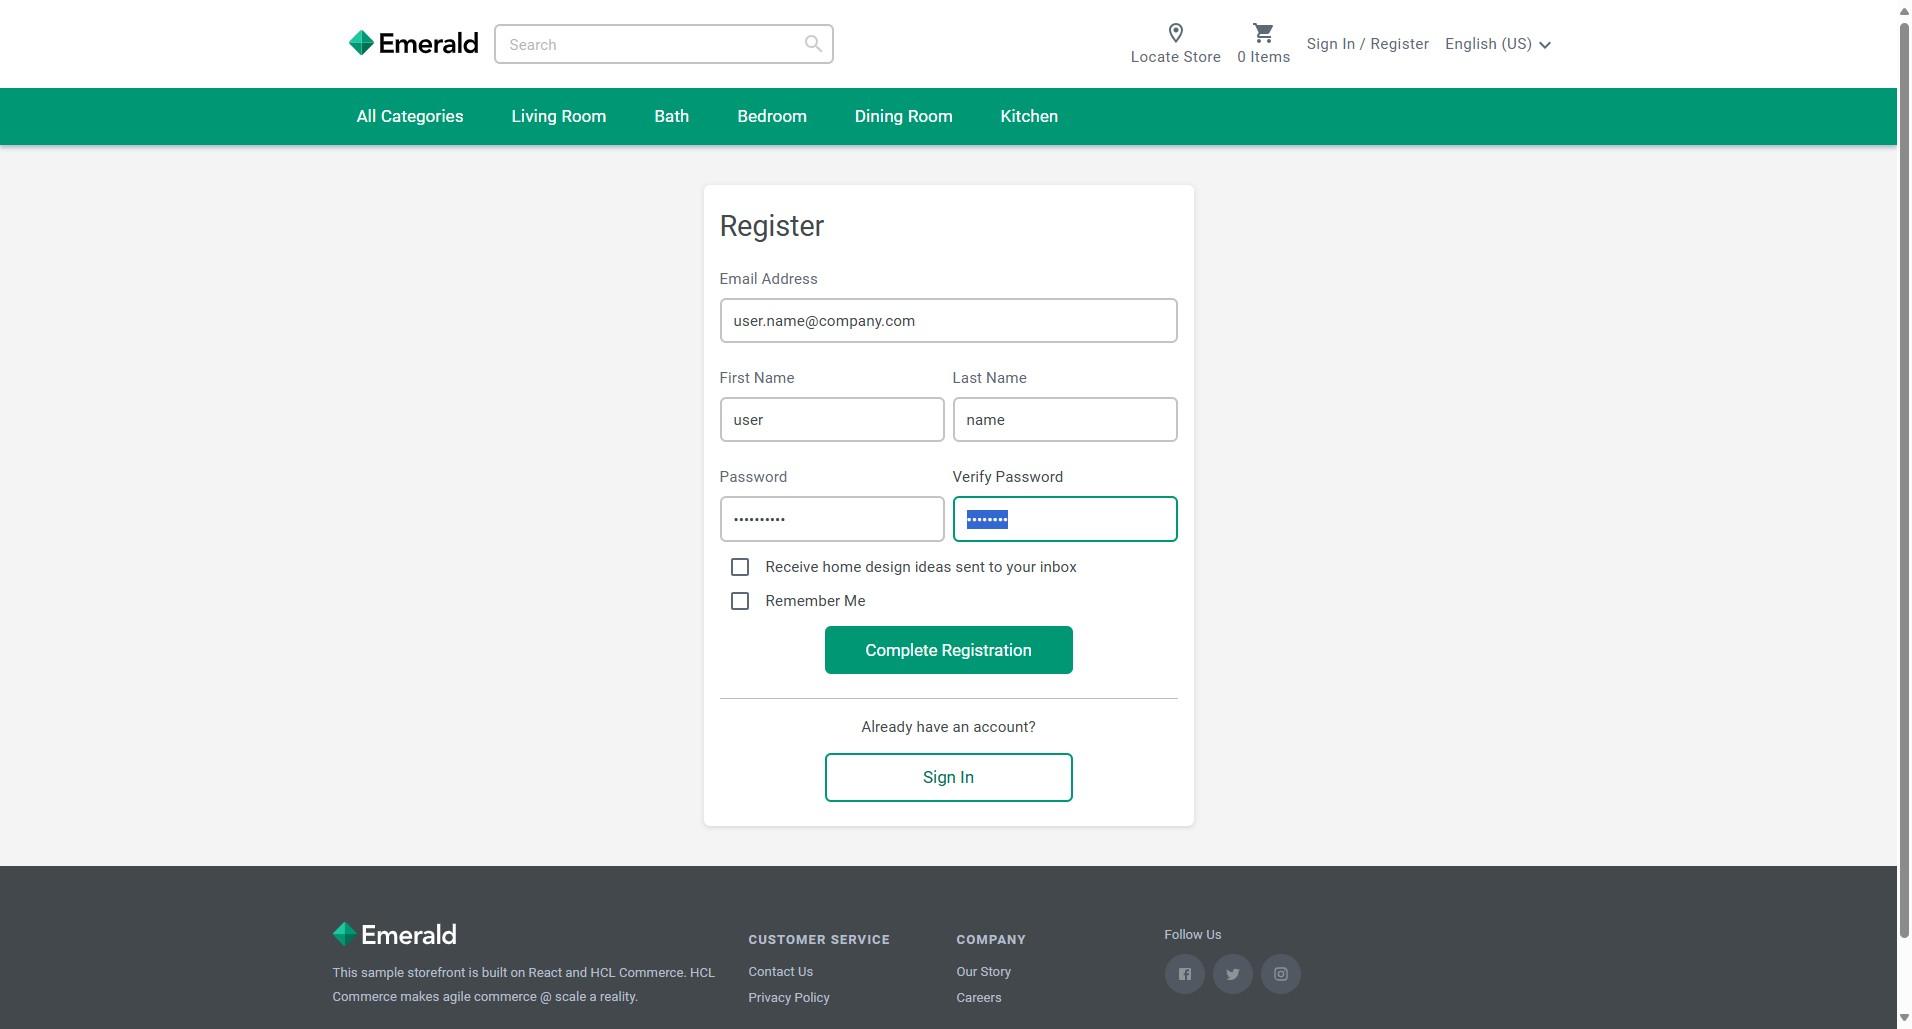 Emerald
Search
Locate Store
0 Items
Sign In / Register
English (US)
All Categories
Living Room
Bath
Bedroom
Dining Room
Kitchen
Register
Email Address
user.name@company.com
First Name
Last Name
user
name
Password
Verify Password
••••••••••
••••••••
Receive home design ideas sent to your inbox
Remember Me
Complete Registration
Already have an account?
Sign In
Emerald
This sample storefront is built on React and HCL Commerce. HCL
Commerce makes agile commerce @ scale a reality.
CUSTOMER SERVICE
Contact Us
Privacy Policy
COMPANY
Our Story
Careers
Follow Us